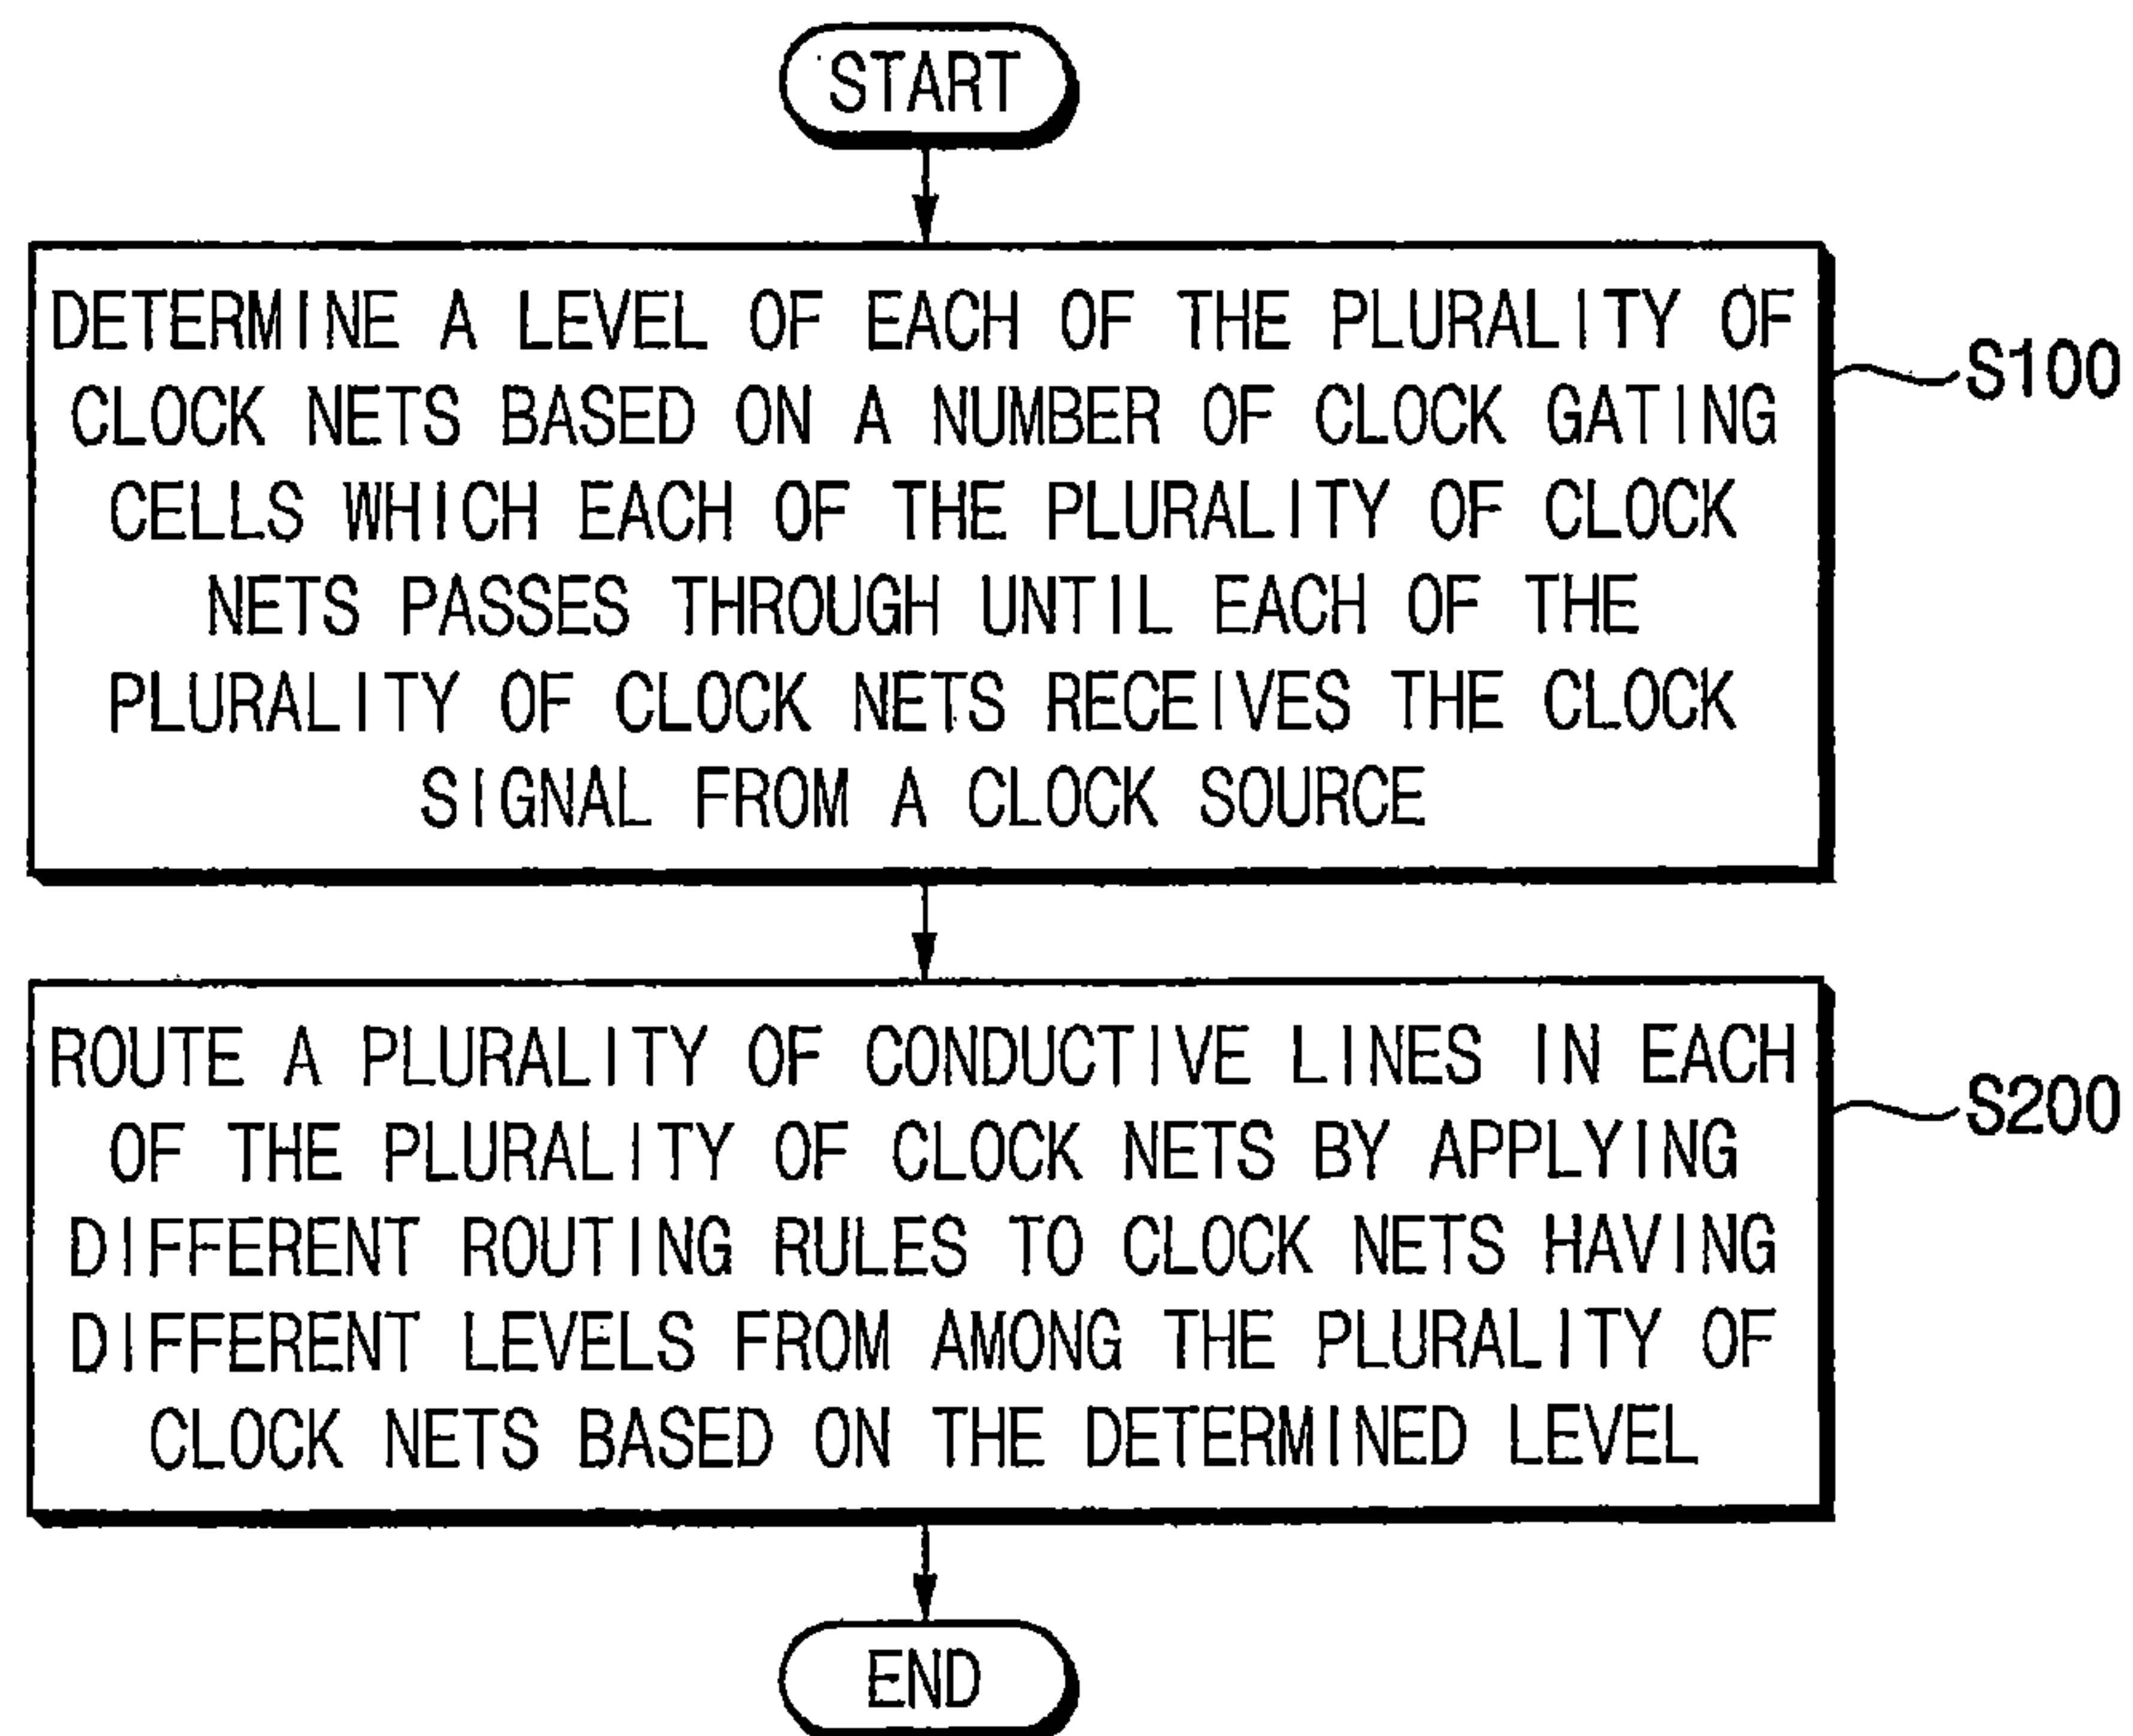 START
DETERMINE A LEVEL OF EACH OF THE PLURALITY OF
CLOCK NETS BASED ON A NUMBER OF CLOCK GATING
CELLS WHICH EACH OF THE PLURALITY OF CLOCK
NETS PASSES THROUGH UNTIL EACH OF THE
PLURALITY OF CLOCK NETS RECEIVES THE CLOCK
SIGNAL FROM A CLOCK SOURCE
S100
ROUTE A PLURALITY OF CONDUCTIVE LINES IN EACH
OF THE PLURALITY OF CLOCK NETS BY APPLYING
DIFFERENT ROUTING RULES TO CLOCK NETS HAVING
DIFFERENT LEVELS FROM AMONG THE PLURALITY OF
CLOCK NETS BASED ON THE DETERMINED LEVEL
S200
END